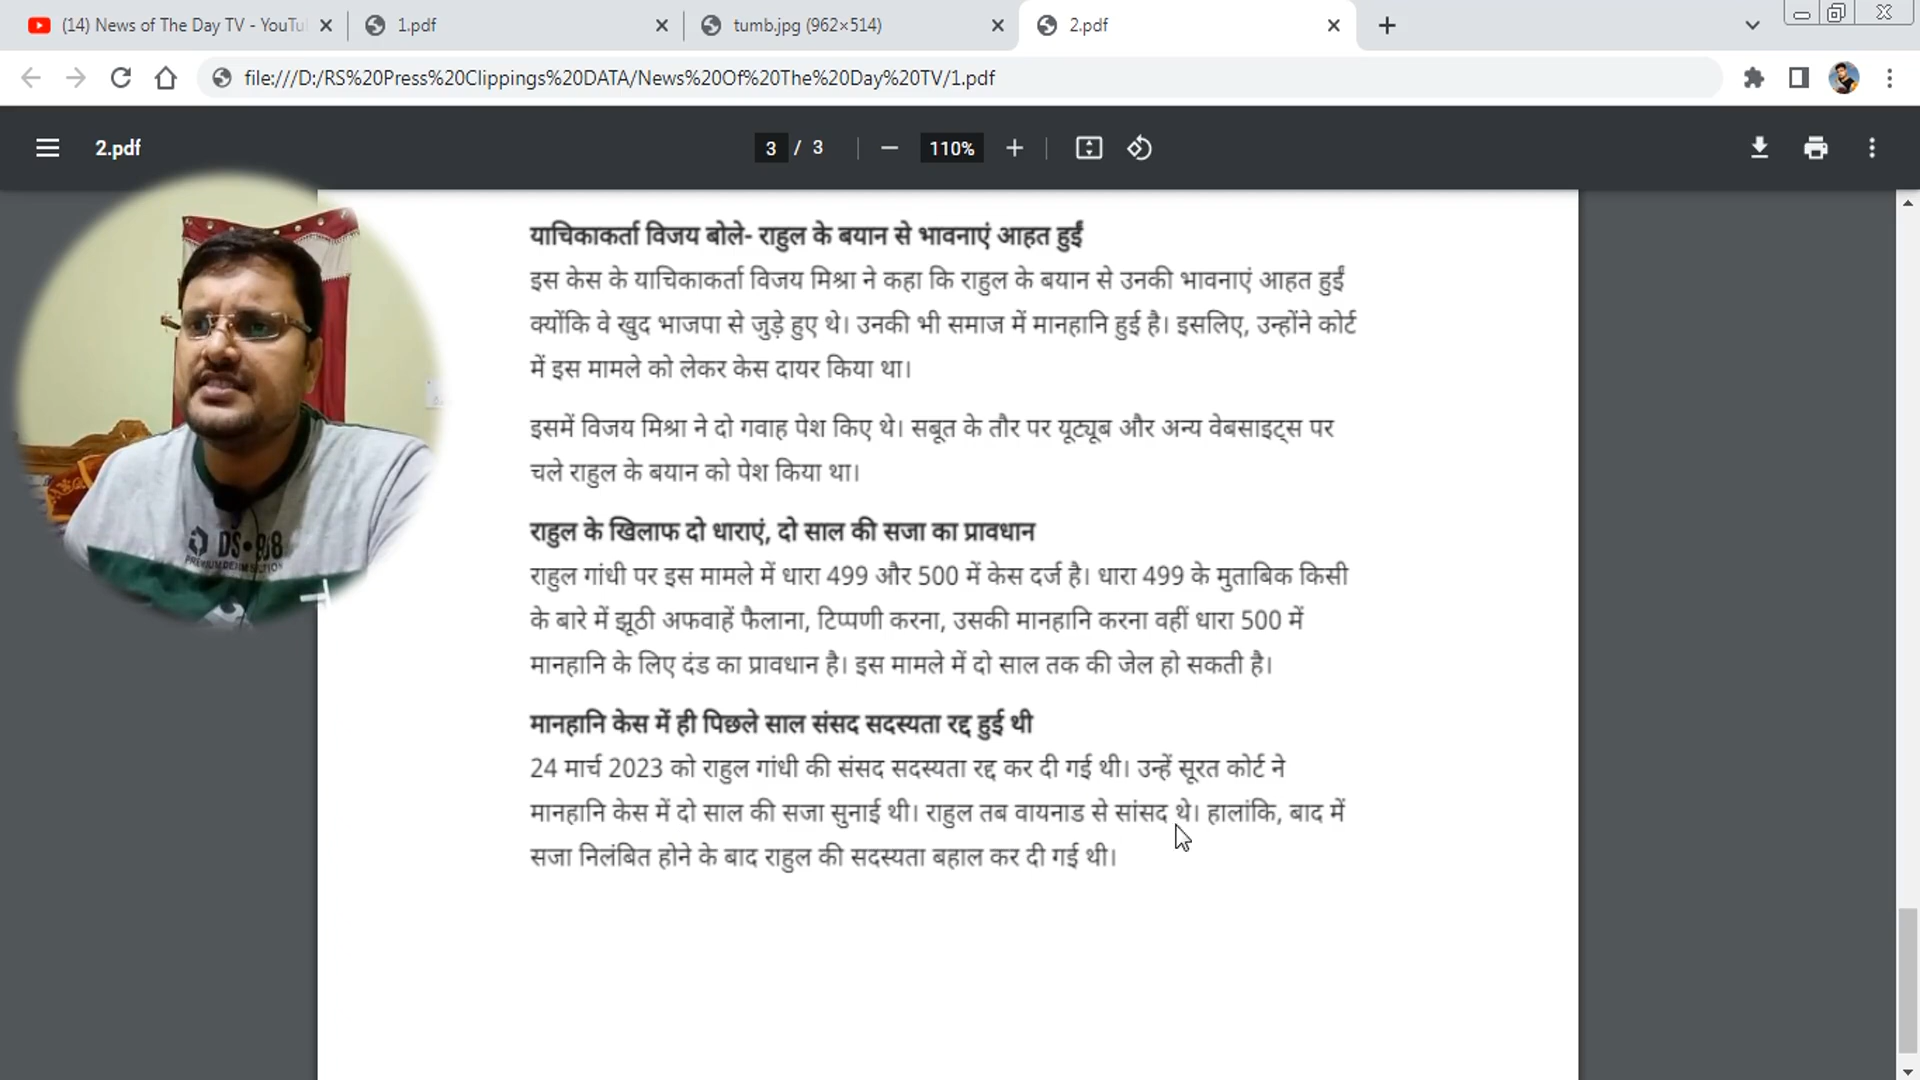 (14) News of The Day TV - YouTu
1.pdf
tumb.jpg (962×514)
2.pdf
file:///D:/RS%20Press%20Clippings%20DATA/News%20Of%20The%20Day%20TV/1.pdf
2.pdf
3 / 3
110%
याचिकाकर्ता विजय बोले- राहुल के बयान से भावनाएं आहत हुईं
इस केस के याचिकाकर्ता विजय मिश्रा ने कहा कि राहुल के बयान से उनकी भावनाएं आहत हुईं
क्योंकि वे खुद भाजपा से जुड़े हुए थे। उनकी भी समाज में मानहानि हुई है। इसलिए, उन्होंने कोर्ट
में इस मामले को लेकर केस दायर किया था।
इसमें विजय मिश्रा ने दो गवाह पेश किए थे। सबूत के तौर पर यूट्यूब और अन्य वेबसाइट्स पर
चले राहुल के बयान को पेश किया था।
राहुल के खिलाफ दो धाराएं, दो साल की सजा का प्रावधान
राहुल गांधी पर इस मामले में धारा 499 और 500 में केस दर्ज है। धारा 499 के मुताबिक किसी
के बारे में झूठी अफवाहें फैलाना, टिप्पणी करना, उसकी मानहानि करना वहीं धारा 500 में
मानहानि के लिए दंड का प्रावधान है। इस मामले में दो साल तक की जेल हो सकती है।
मानहानि केस में ही पिछले साल संसद सदस्यता रद्द हुई थी
24 मार्च 2023 को राहुल गांधी की संसद सदस्यता रद्द कर दी गई थी। उन्हें सूरत कोर्ट ने
मानहानि केस में दो साल की सजा सुनाई थी। राहुल तब वायनाड से सांसद थे। हालांकि, बाद में
सजा निलंबित होने के बाद राहुल की सदस्यता बहाल कर दी गई थी।